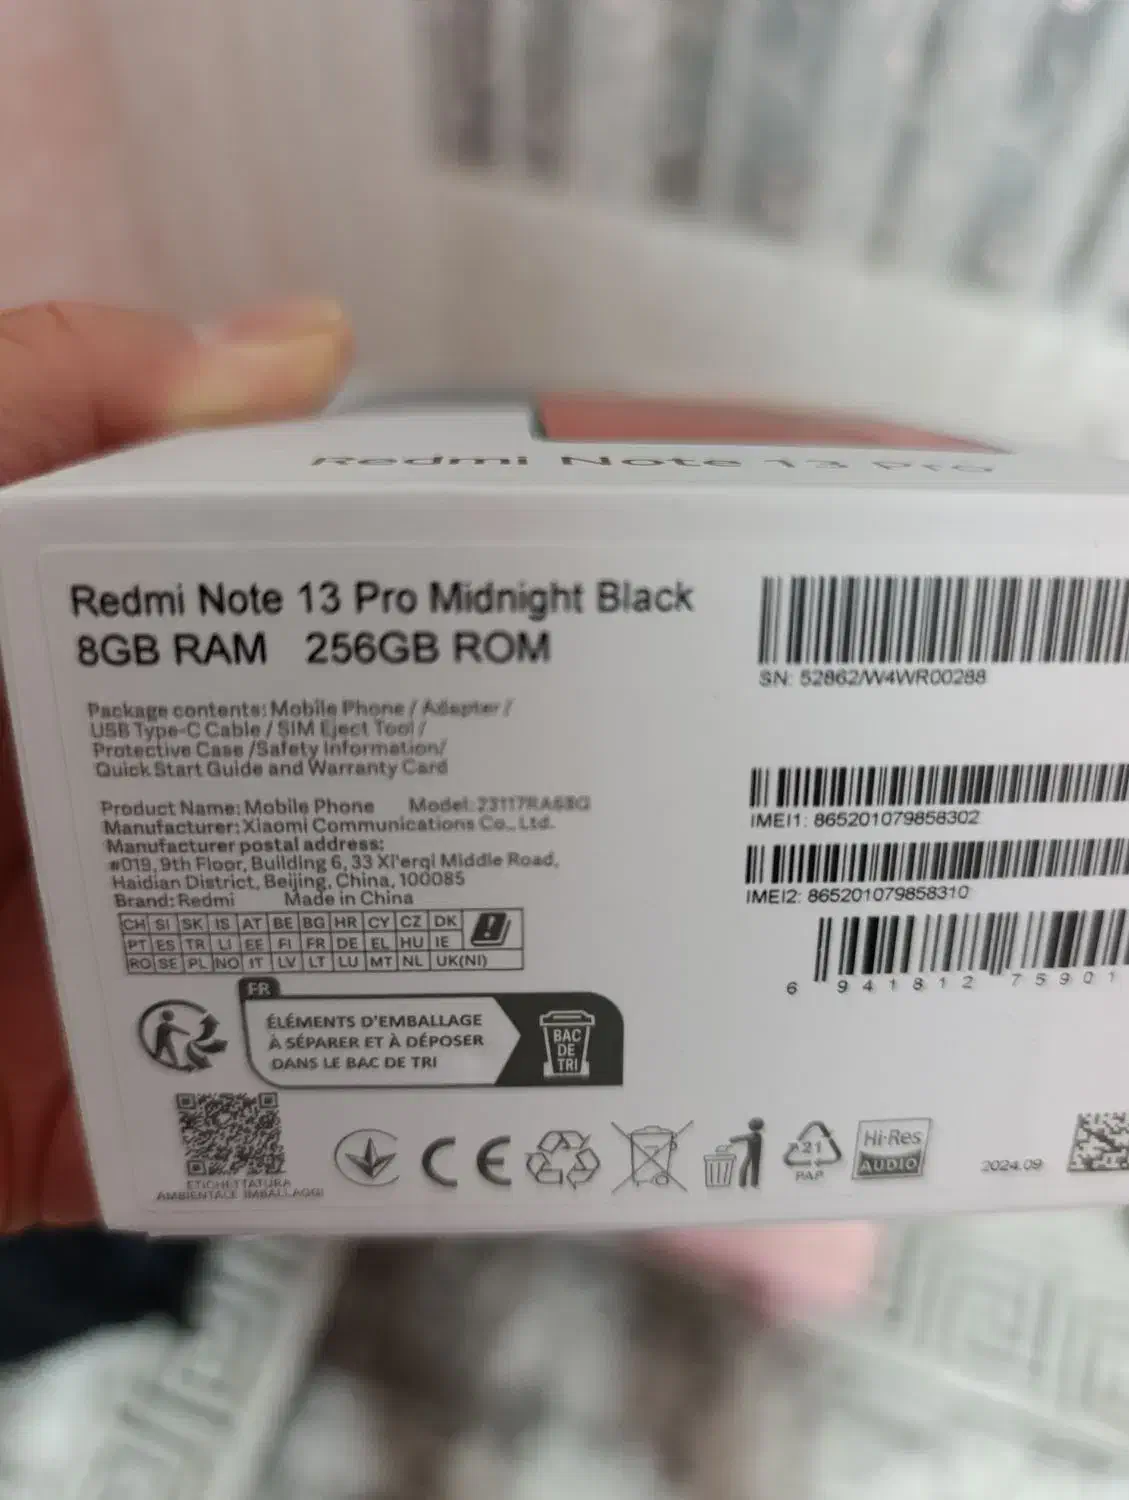 Redmi Note 13 Pro
Redmi Note 13 Pro Midnight Black
8GB RAM 256GB ROM
Package contents: Mobile Phone / Adapter /
USB Type-C Cable / SIM Eject Tool /
Protective Case /Safety Information/
Quick Start Guide and Warranty Card
Product Name: Mobile Phone Model: 23117RA68G
Manufacturer: Xiaomi Communications Co., Ltd.
Manufacturer postal address:
#019, 9th Floor, Building 6, 33 Xi'erqi Middle Road,
Haidian District, Beijing, China, 100085
Brand: Redmi Made in China
CH SI SK IS AT BE BG HR CY CZ DK
PT ES TR LI EE FI FR DE EL HU IE
RO SE PL NO IT LV LT LU MT NL UK(NI)
FR
ÉLÉMENTS D'EMBALLAGE
À SÉPARER ET À DÉPOSER
DANS LE BAC DE TRI
BAC
DE
TRI
ETICHETTATURA
AMBIENTALE IMBALLAGGI
CE
21
PAP
Hi-Res
AUDIO
2024.09
SN: 52862/W4WR00288
IMEI1: 865201079858302
IMEI2: 865201079858310
6 941812 75901